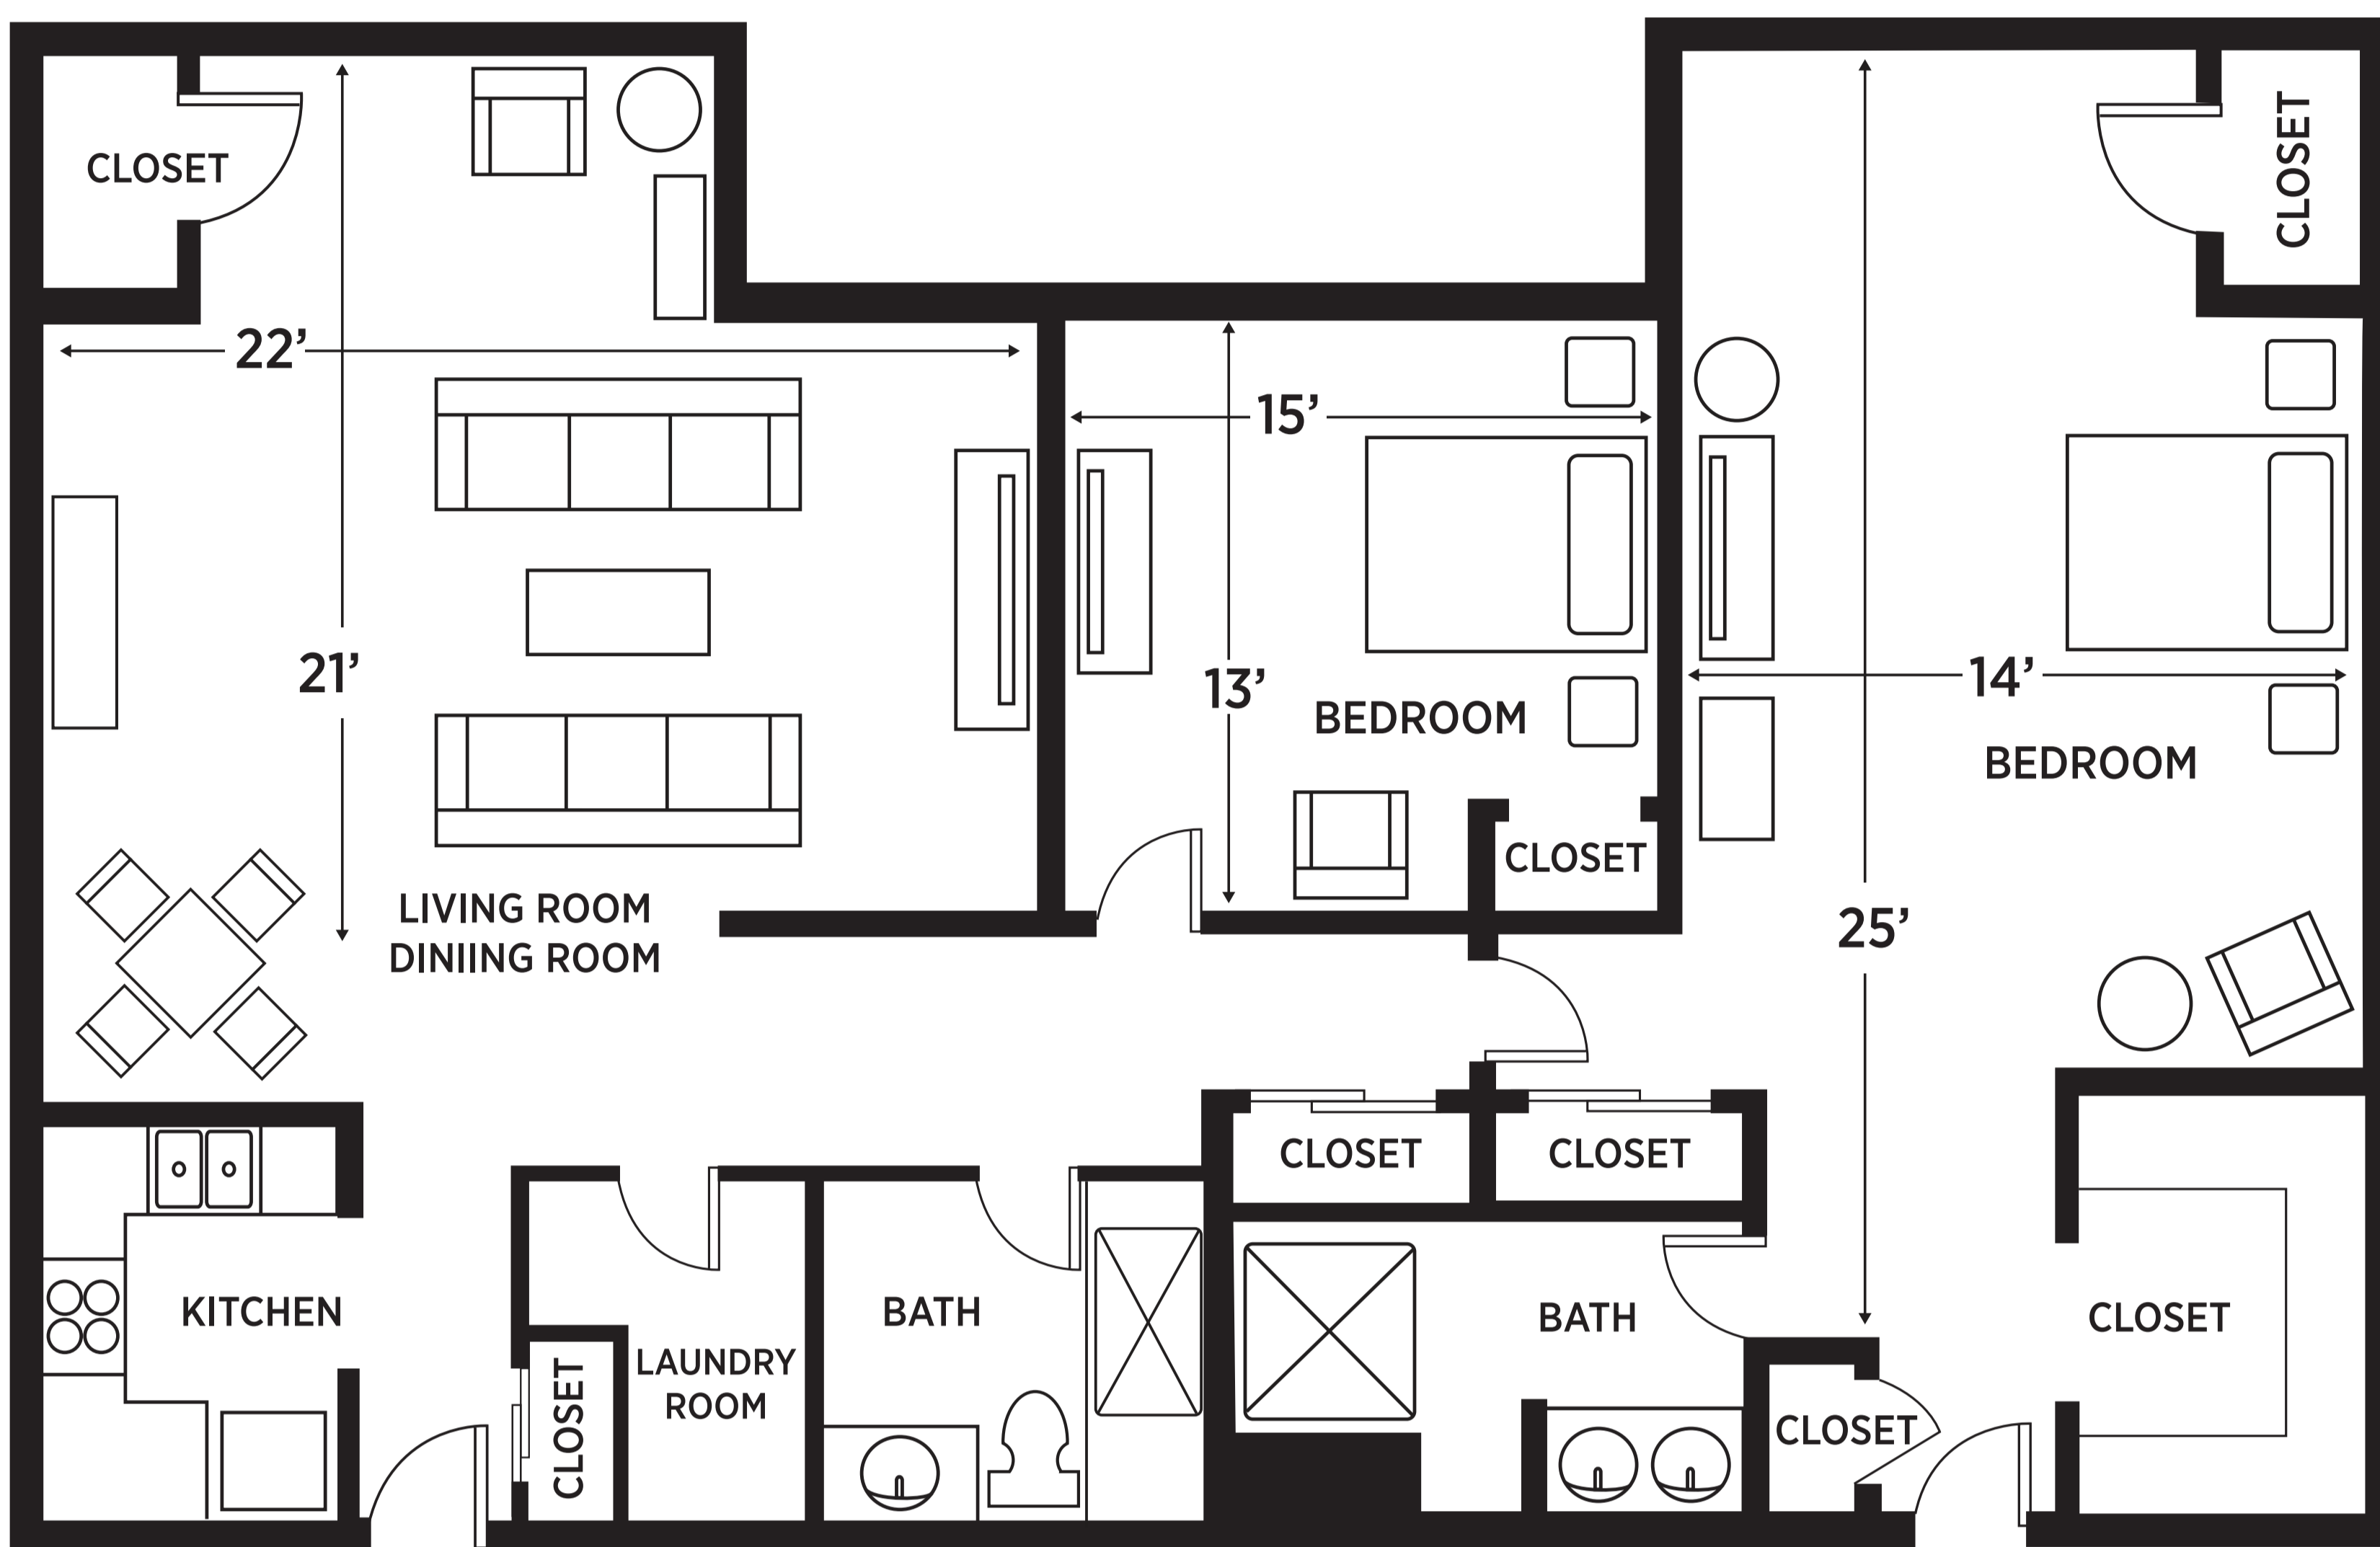 CLOSET
CLOSET
22'
15'
21'
13'
14'
BEDROOM
BEDROOM
CLOSET
LIVING ROOM
DINING ROOM
25'
CLOSET
CLOSET
KITCHEN
BATH
BATH
CLOSET
LAUNDRY
ROOM
CLOSET
CLOSET